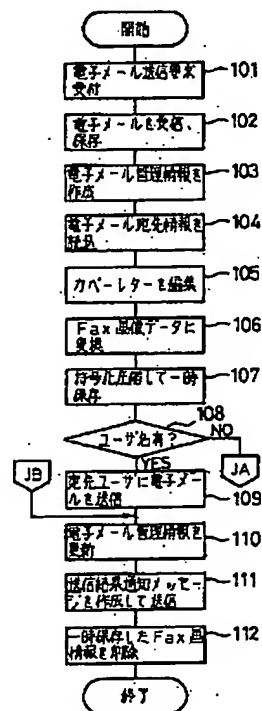 開始
電子メール送信要求
受付
101
電子メールを受信、
保存
102
電子メール管理情報を
作成
103
電子メール宛先情報を
104
カバーレターを編集
105
Fax画像データに
変換
106
符号化圧縮して一時
保存
107
108
ユーザ名有?
NO
YES
JB
JA
宛先ユーザに電子メー
ルを送信
109
電子メール管理情報を
更新
110
送信結果通知メッセー
ジを作成して送信
111
一時保存したFax画
情報を削除
112
終了